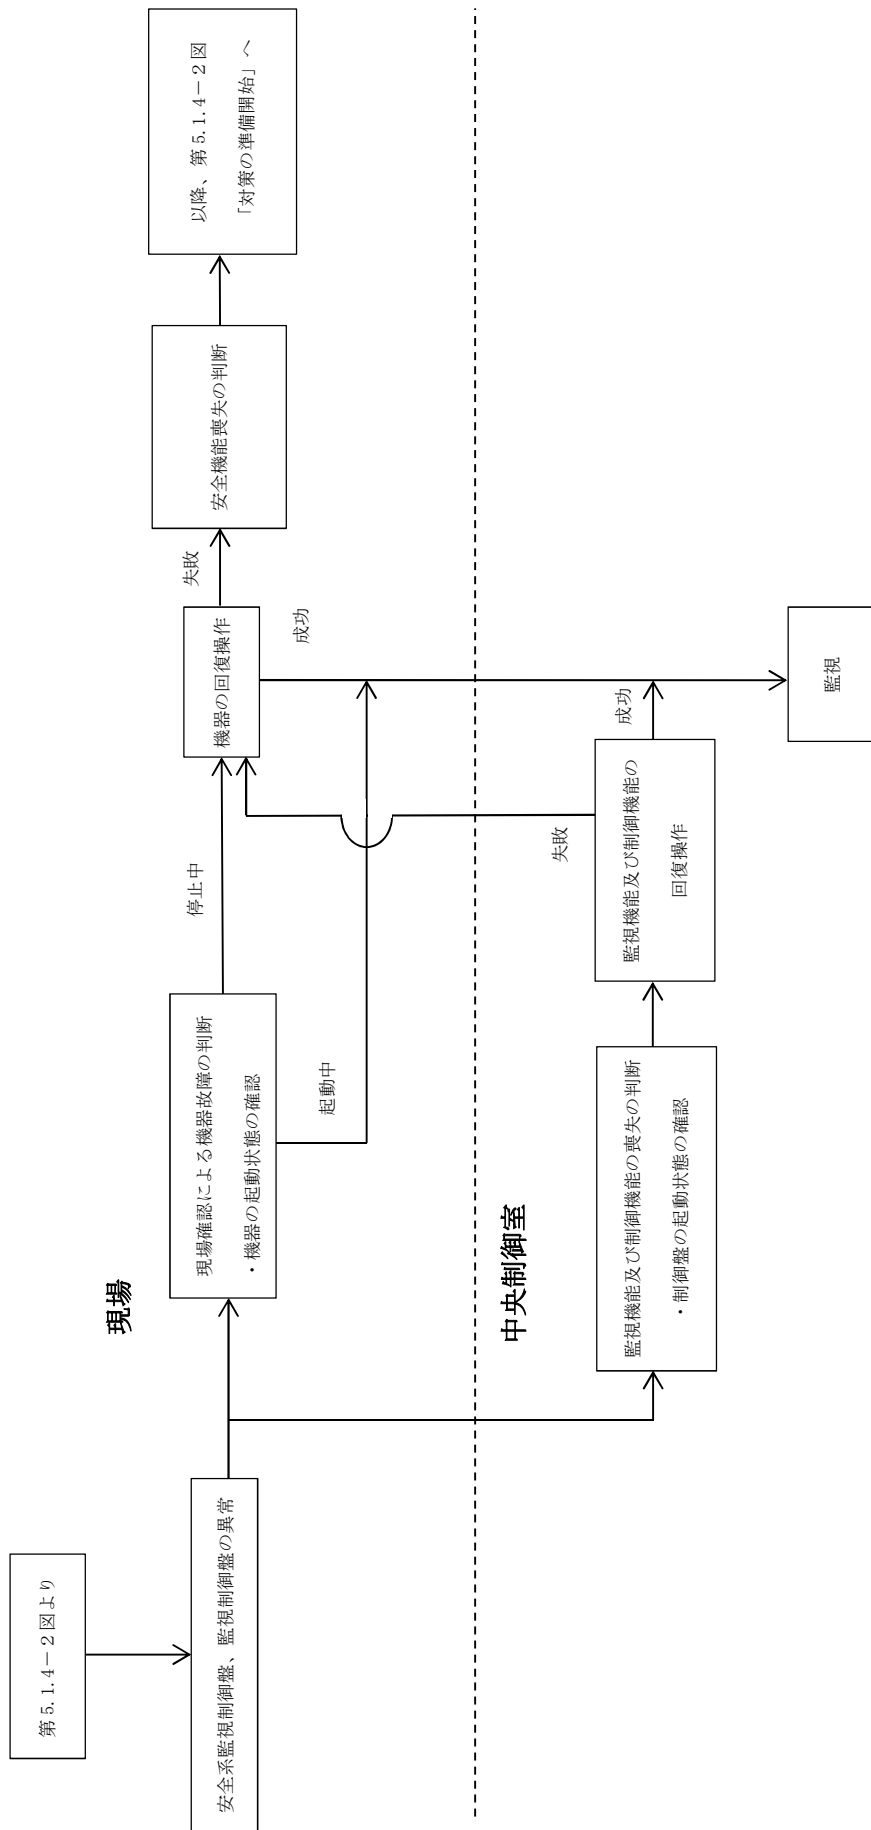 第5.1.4－2図より
安全系監視制御盤、監視制御盤の異常
現場
現場確認による機器故障の判断
・機器の起動状態の確認
停止中
起動中
機器の回復操作
失敗
成功
安全機能喪失の判断
以降、第5.1.4－2図
「対策の準備開始」へ
中央制御室
監視機能及び制御機能の喪失の判断
・制御盤の起動状態の確認
監視機能及び制御機能の
回復操作
失敗
成功
監視